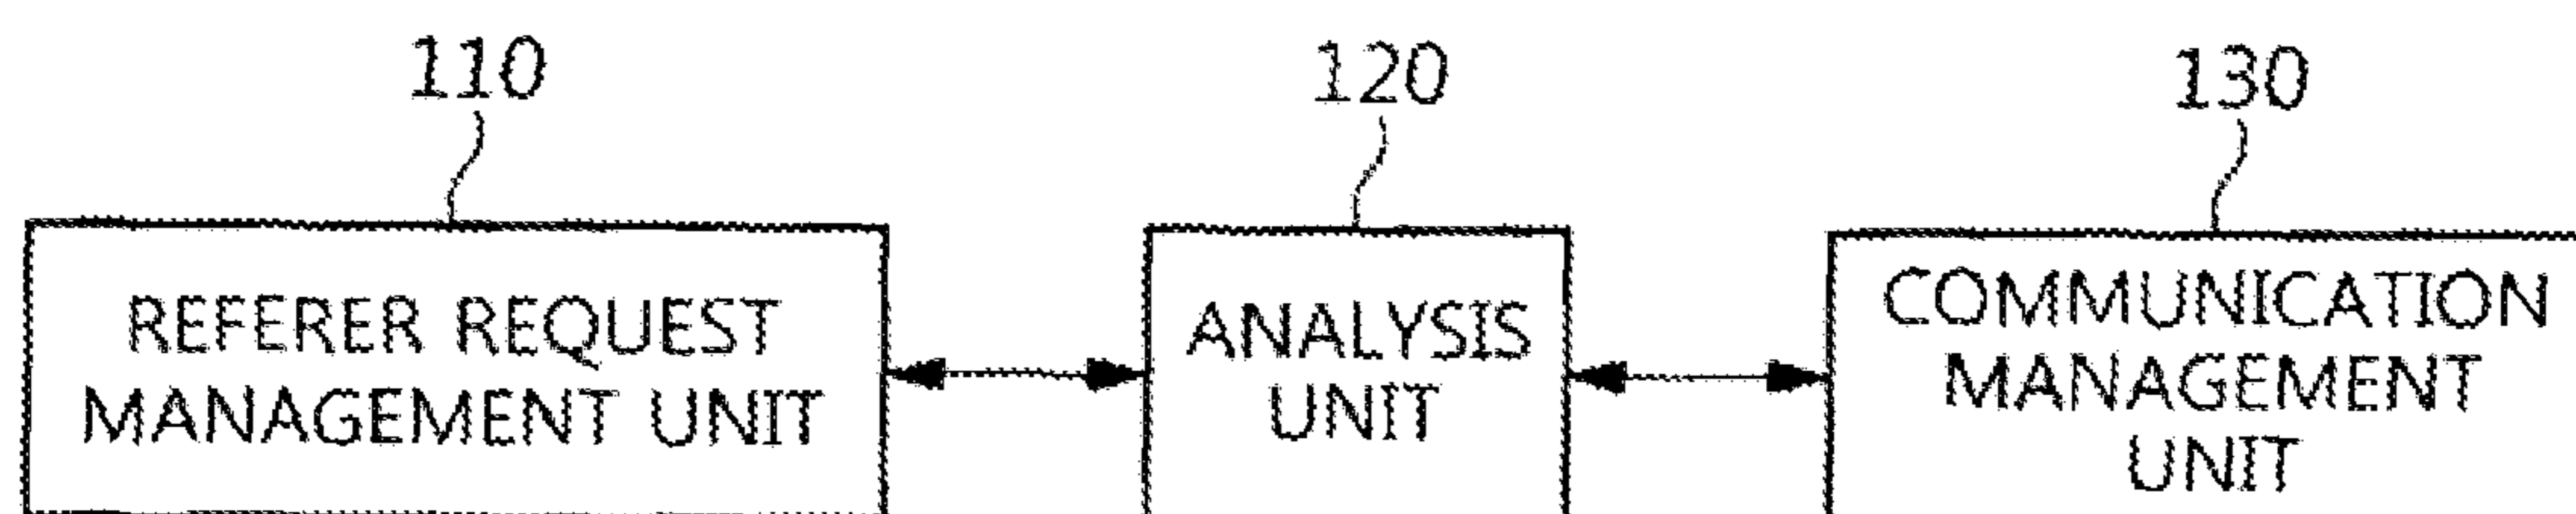 110
120
130
REFERER REQUEST
MANAGEMENT UNIT
ANALYSIS
UNIT
COMMUNICATION
MANAGEMENT
UNIT